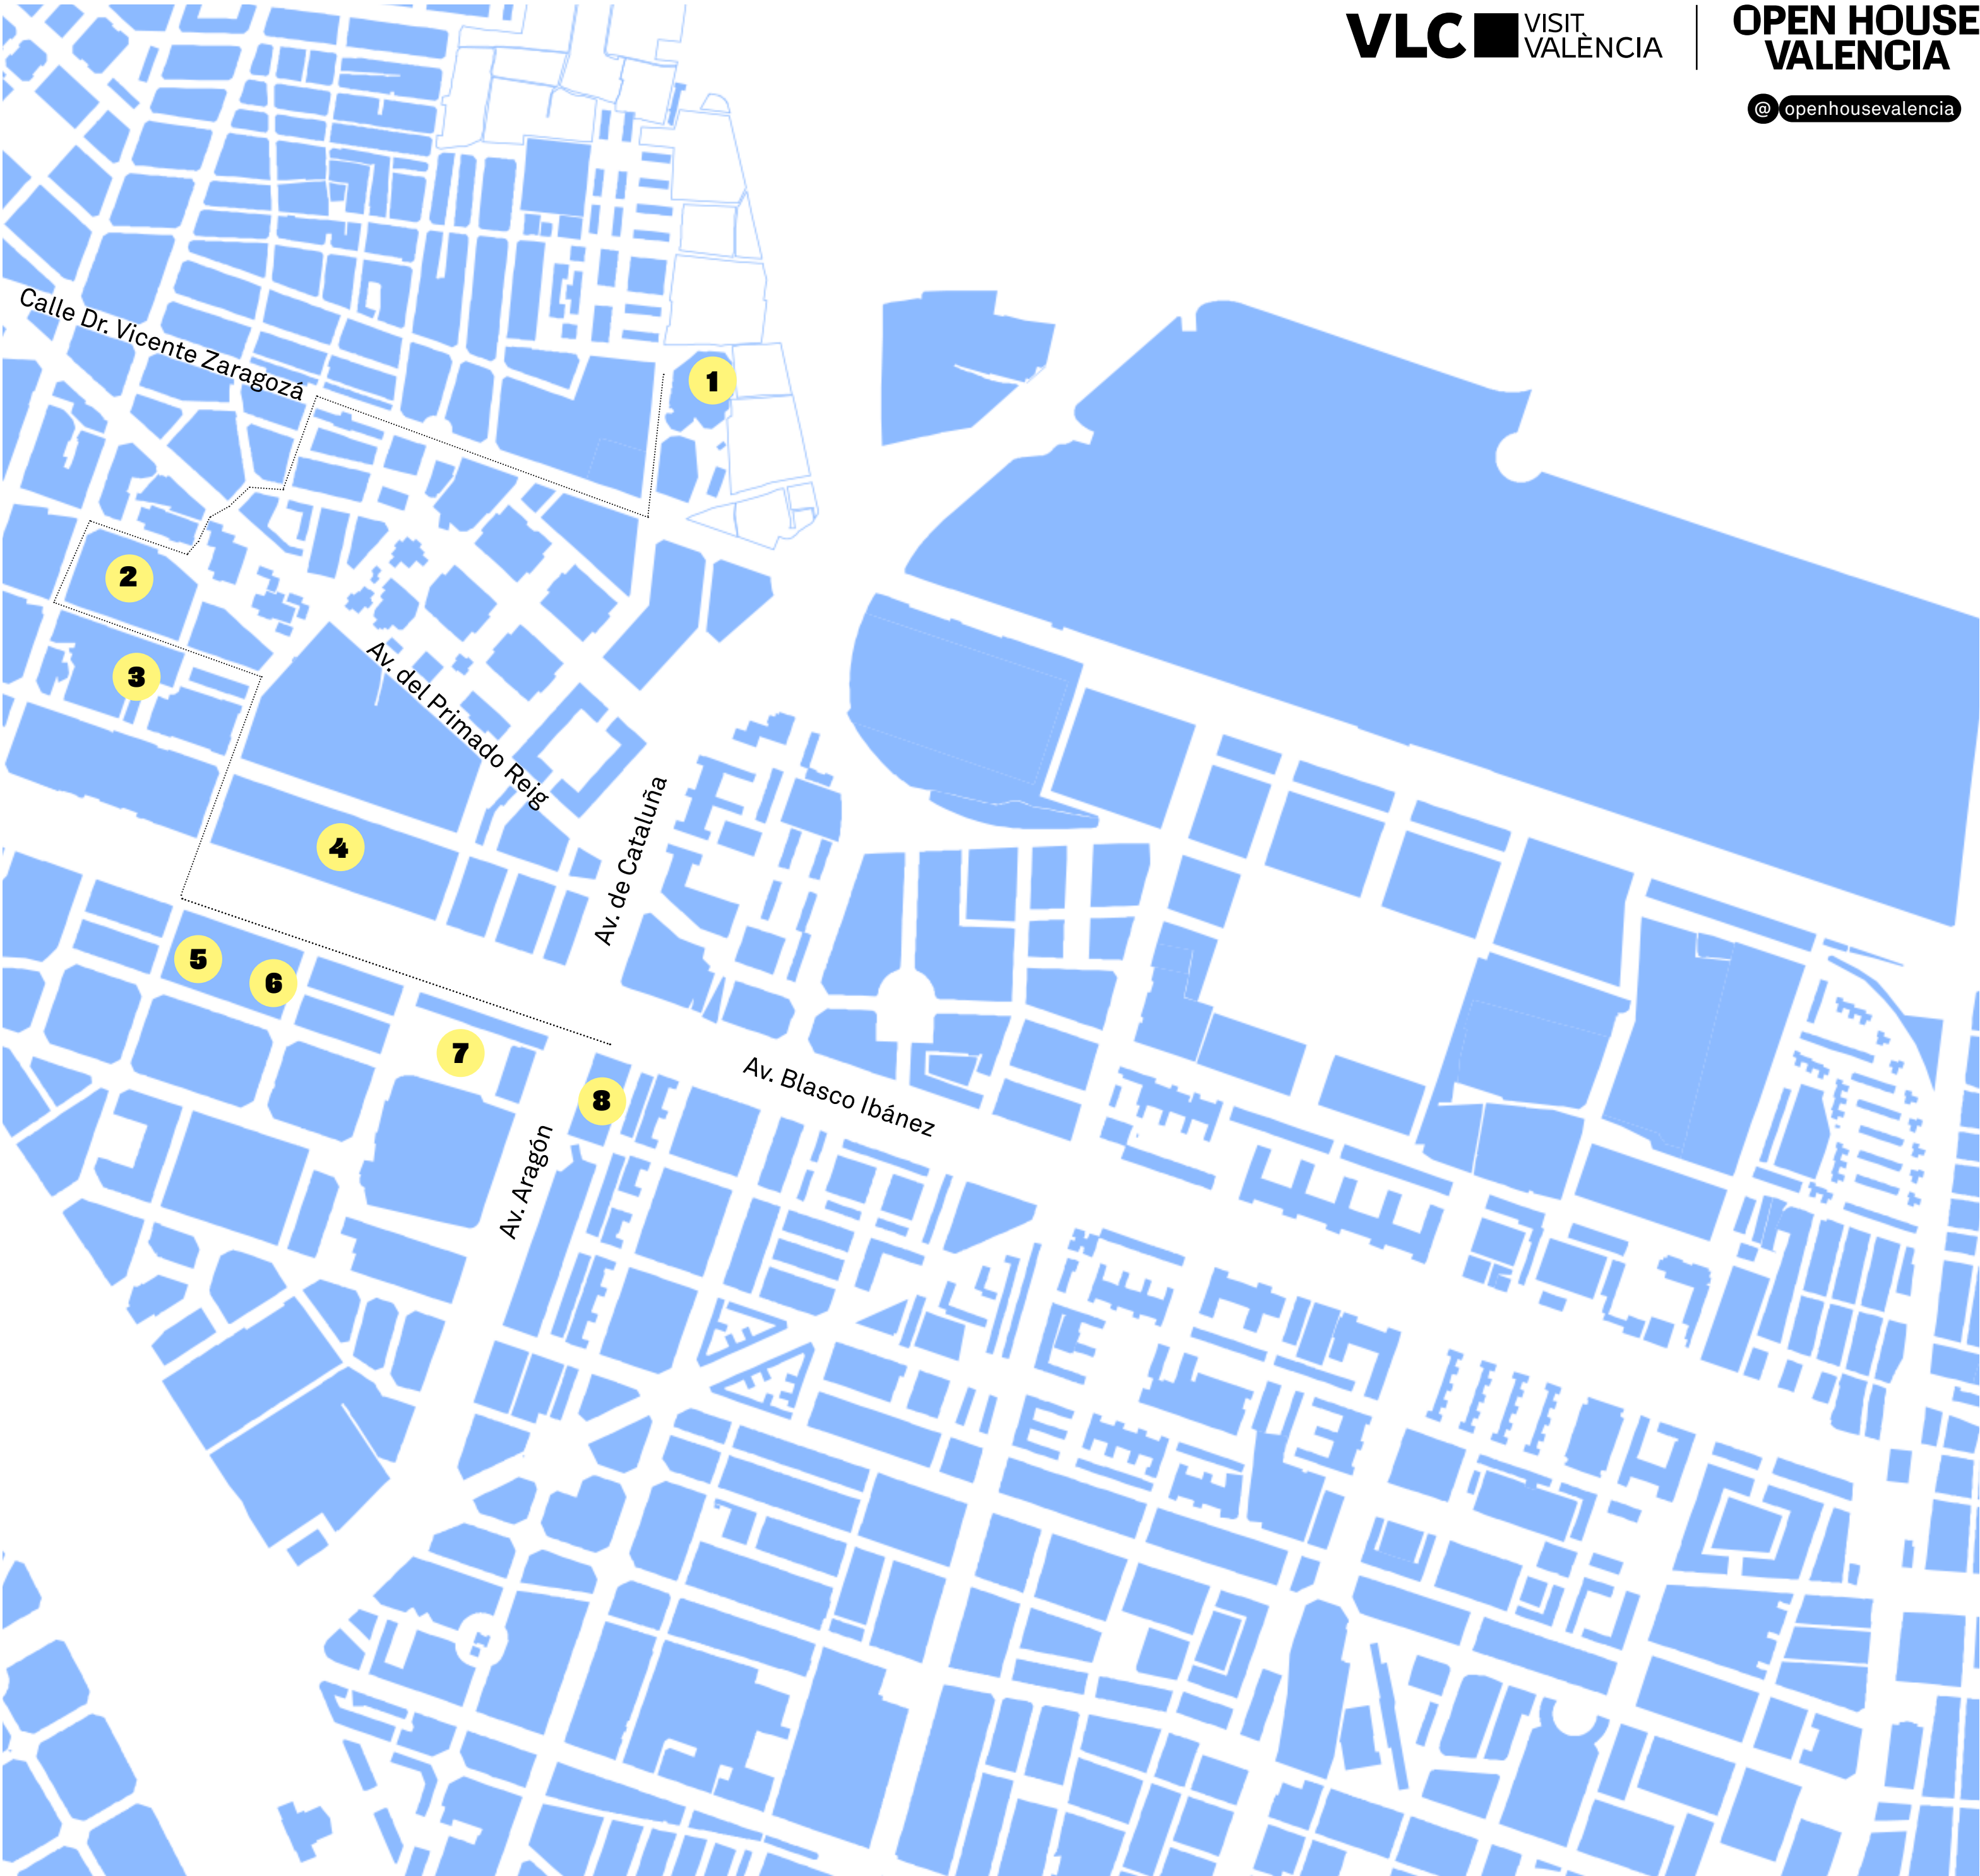 VLC VISIT
VALÈNCIA
OPEN HOUSE
VALENCIA
@ openhousevalencia
Calle Dr. Vicente Zaragozá
1
2
3
Av. del Primado Reig
4
Av. de Cataluña
5
6
7
8
Av. Blasco Ibánez
Av. Aragón